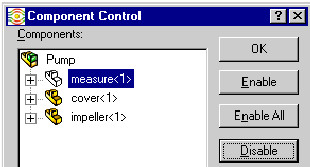 Component Control
Components:
OK
Pump
measure<1>
Enable
cover<1>
impeller<1>
Enable All
Disable